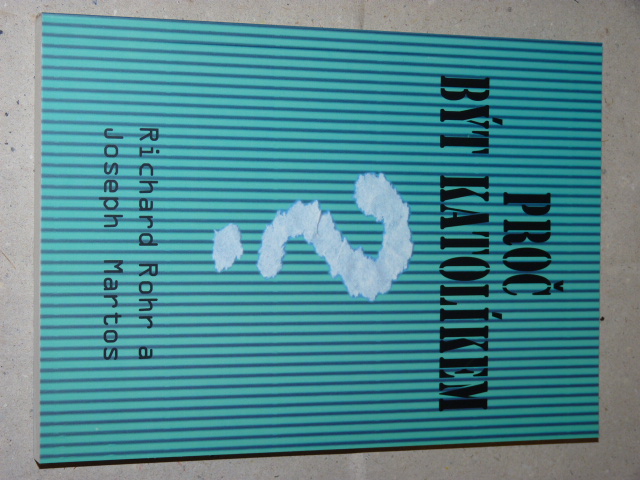 PROČ
BÝT KATOLÍKEM
?
Richard Rohr a
Joseph Martos